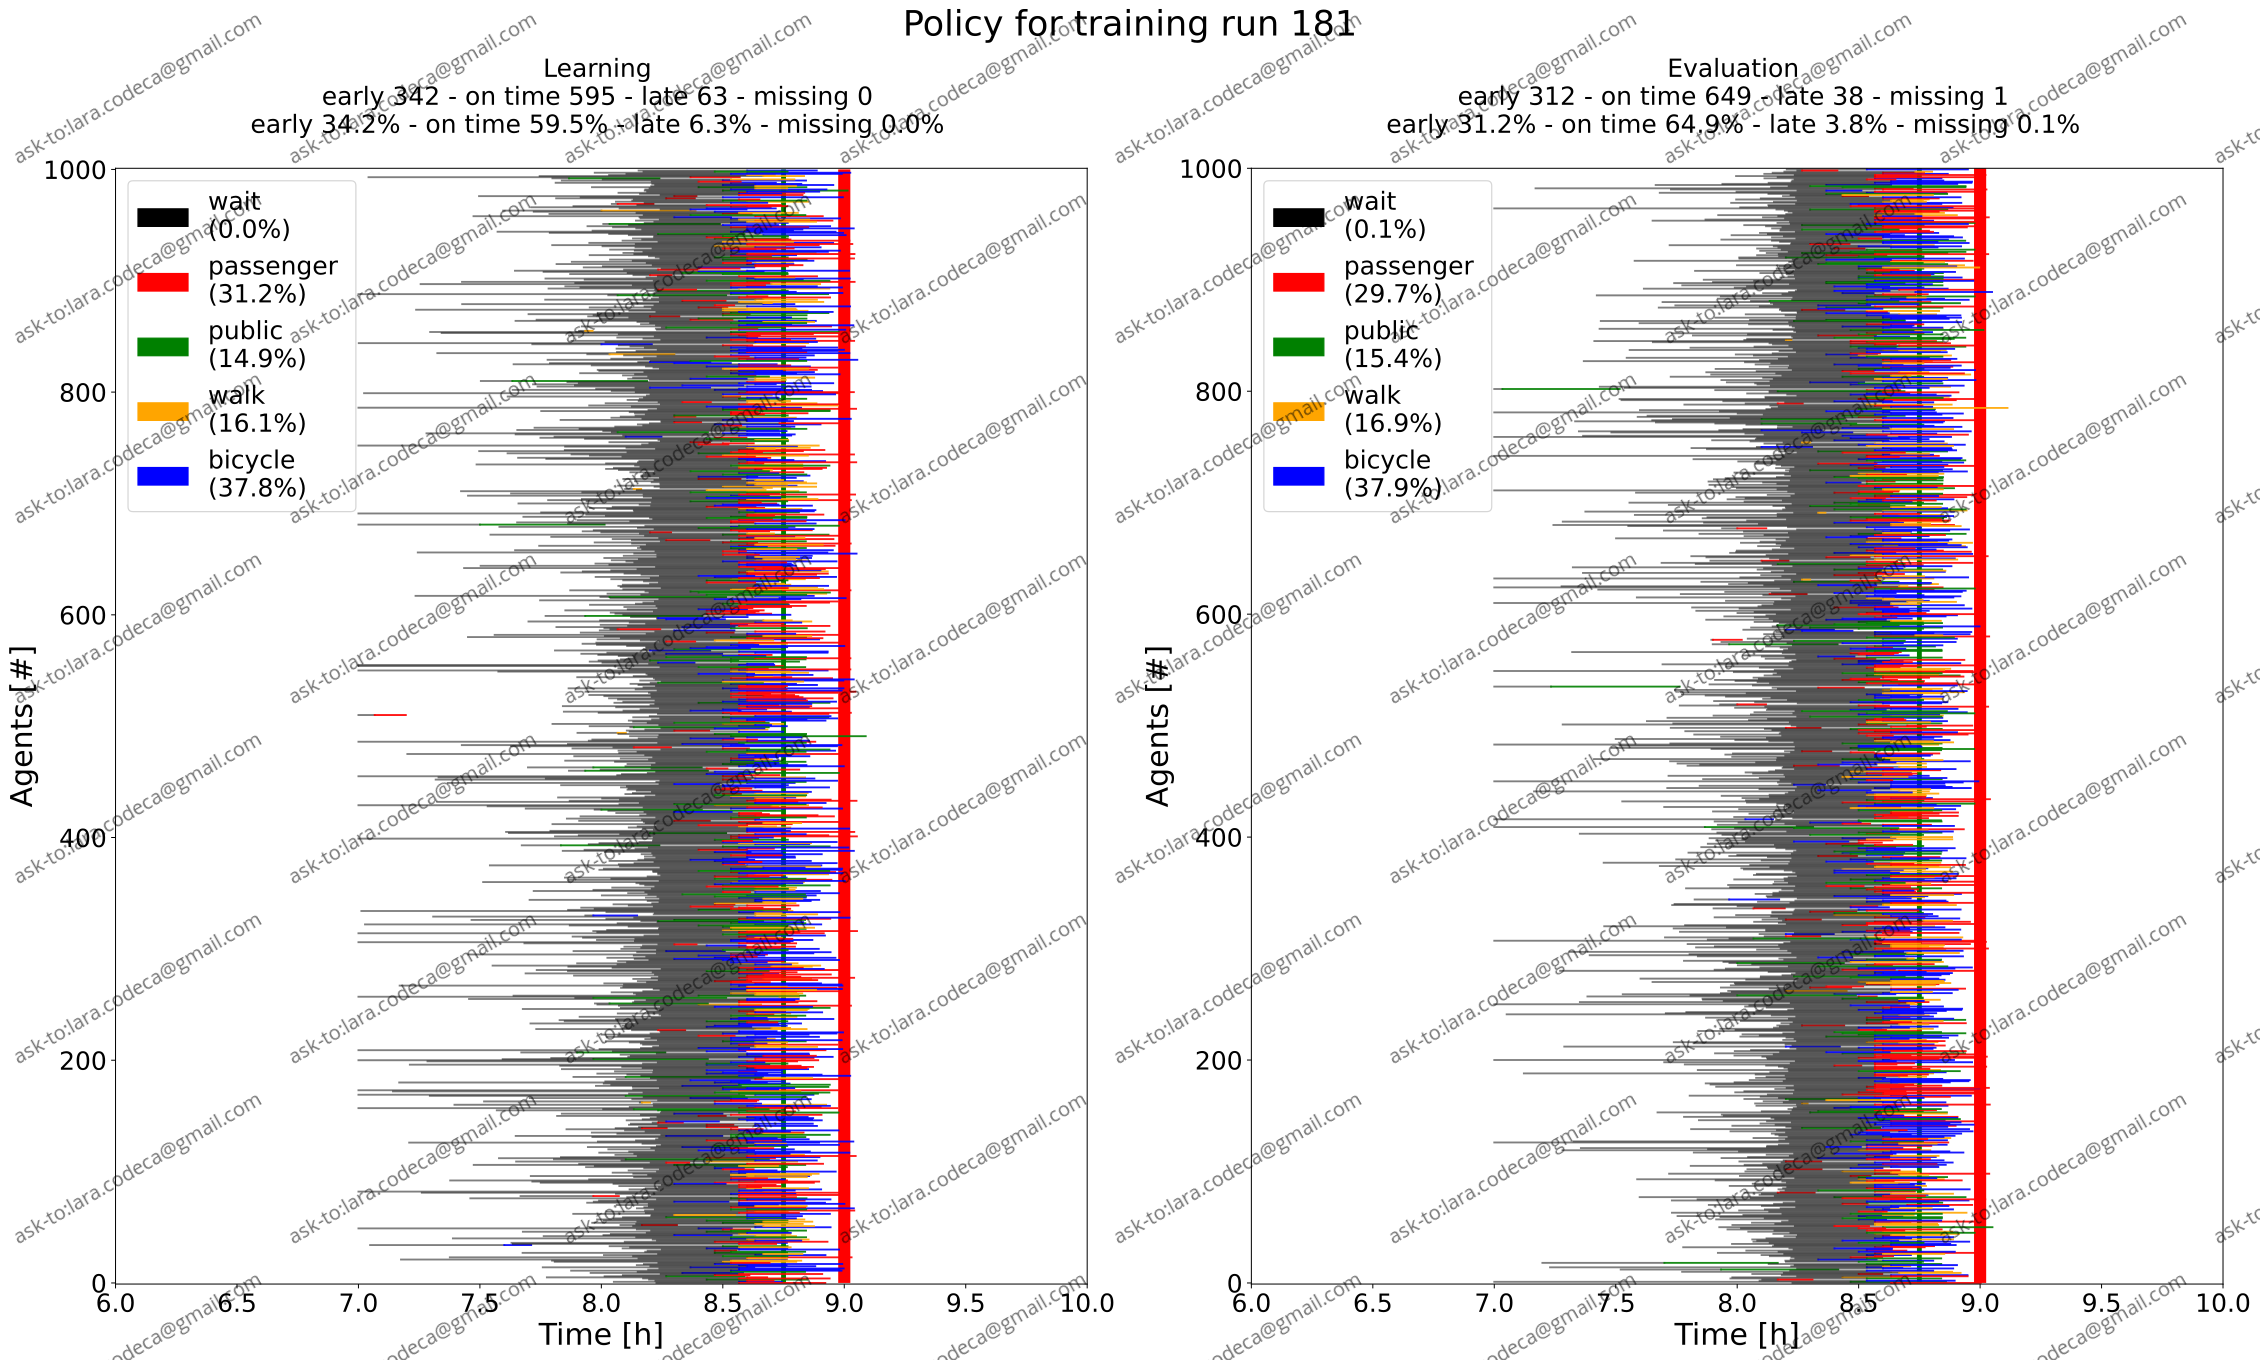 Policy for training run 181
Learning
early 342 - on time 595 - late 63 - missing 0
early 34.2% - on time 59.5% - late 6.3% - missing 0.0%
1000
800
600
400
200
0
Agents [#]
wait
(0.0%)
passenger
(31.2%)
public
(14.9%)
walk
(16.1%)
bicycle
(37.8%)
6.0 6.5 7.0 7.5 8.0 8.5 9.0 9.5 10.0
Time [h]
Evaluation
early 312 - on time 649 - late 38 - missing 1
early 31.2% - on time 64.9% - late 3.8% - missing 0.1%
1000
800
600
400
200
0
Agents [#]
wait
(0.1%)
passenger
(29.7%)
public
(15.4%)
walk
(16.9%)
bicycle
(37.9%)
6.0 6.5 7.0 7.5 8.0 8.5 9.0 9.5 10.0
Time [h]
ask-to:lara.codeca@gmail.com